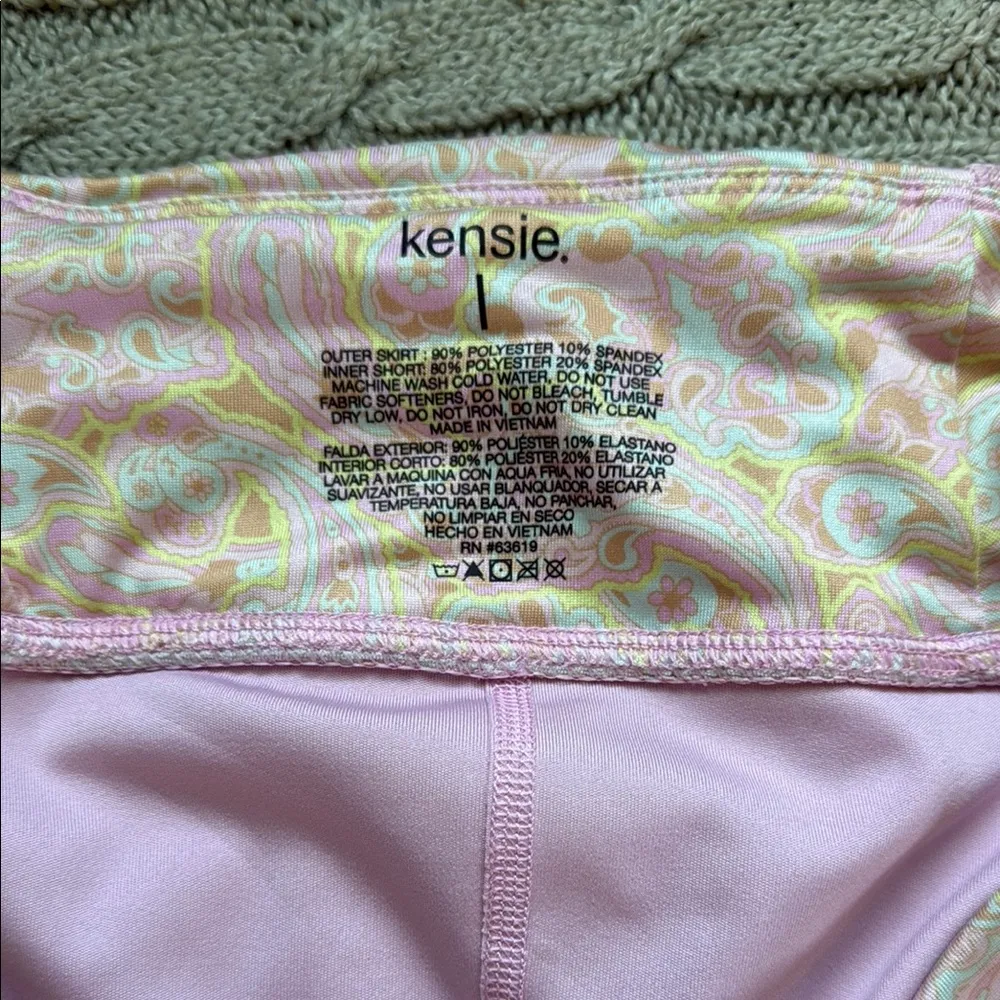 kensie.
l
OUTER SKIRT : 90% POLYESTER 10% SPANDEX
INNER SHORT: 80% POLYESTER 20% SPANDEX
MACHINE WASH COLD WATER, DO NOT USE
FABRIC SOFTENERS, DO NOT BLEACH, TUMBLE
DRY LOW, DO NOT IRON, DO NOT DRY CLEAN
MADE IN VIETNAM
FALDA EXTERIOR: 90% POLIÉSTER 10% ELASTANO
INTERIOR CORTO: 80% POLIÉSTER 20% ELASTANO
LAVAR A MAQUINA CON AQUA FRIA, NO UTILIZAR
SUAVIZANTE, NO USAR BLANQUADOR, SECAR A
TEMPERATURA BAJA, NO PANCHAR,
NO LIMPIAR EN SECO
HECHO EN VIETNAM
RN #63619